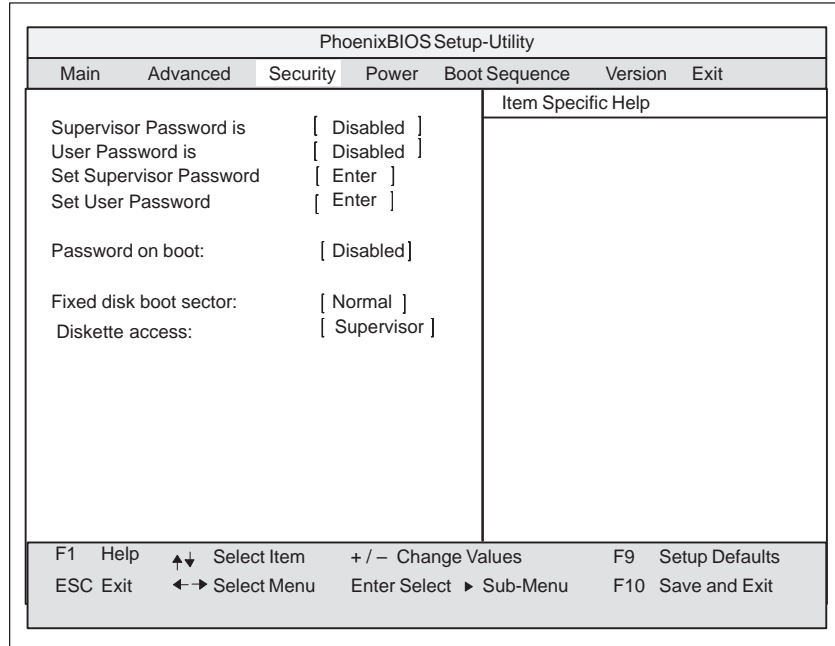 PhoenixBIOS Setup-Utility
Main Advanced Security Power Boot Sequence Version Exit
Item Specific Help
Supervisor Password is [ Disabled ]
User Password is [ Disabled ]
Set Supervisor Password [ Enter ]
Set User Password [ Enter ]
Password on boot: [ Disabled]
Fixed disk boot sector: [ Normal ]
Diskette access: [ Supervisor ]
F1 Help ↑↓ Select Item + / – Change Values F9 Setup Defaults
ESC Exit ←→ Select Menu Enter Select ▶ Sub-Menu F10 Save and Exit